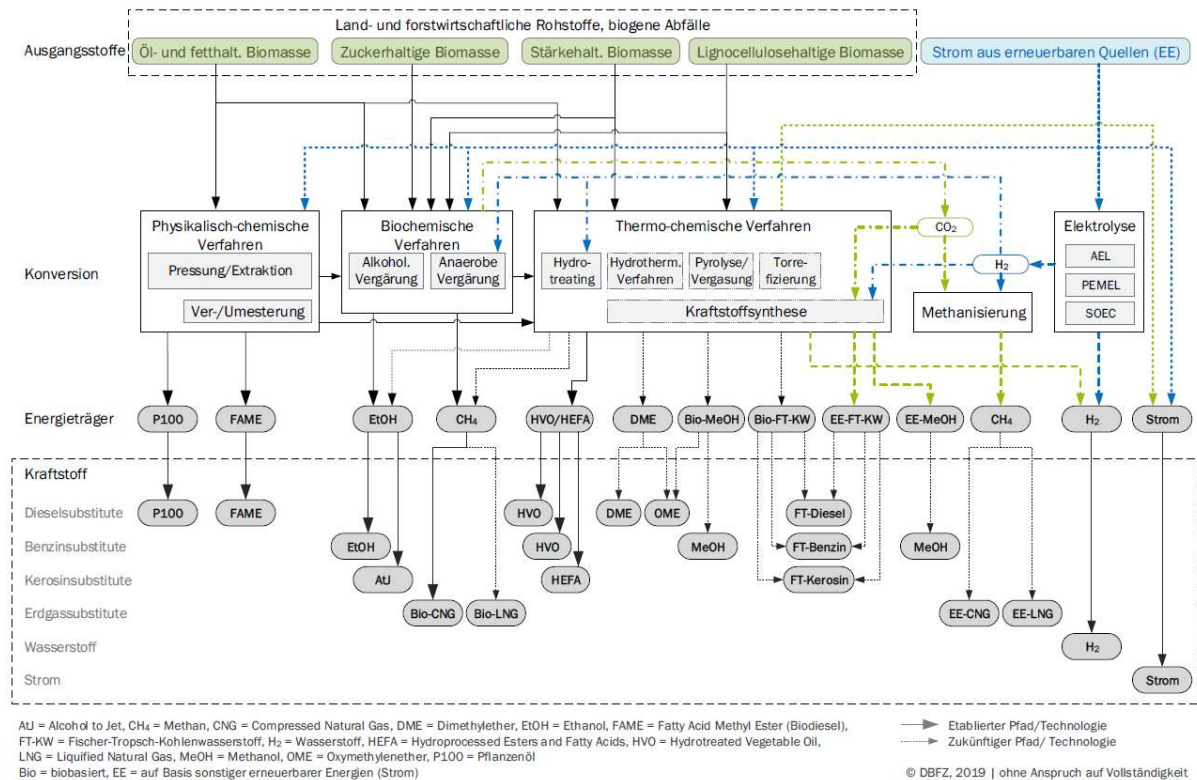 Land- und forstwirtschaftliche Rohstoffe, biogene Abfälle
Ausgangsstoffe
Öl- und fetthalt. Biomasse
Zuckerhaltige Biomasse
Stärkehalt. Biomasse
Lignocellulosehaltige Biomasse
Strom aus erneuerbaren Quellen (EE)
Konversion
Physikalisch-chemische
Verfahren
Pressung/Extraktion
Ver-/Umesterung
Biochemische
Verfahren
Alkohol.
Vergärung
Anaerobe
Vergärung
Thermo-chemische Verfahren
Hydro-
treating
Hydrotherm.
Verfahren
Pyrolyse/
Vergasung
Torre-
fizierung
Kraftstoffsynthese
CO₂
H₂
Methanisierung
Elektrolyse
AEL
PEMEL
SOEC
Energieträger
P100
FAME
EtOH
CH₄
HVO/HEFA
DME
Bio-MeOH
Bio-FT-KW
EE-FT-KW
EE-MeOH
CH₄
H₂
Strom
Kraftstoff
Dieselsubstitute
P100
FAME
HVO
DME
OME
FT-Diesel
Benzinsubstitute
EtOH
HVO
MeOH
FT-Benzin
MeOH
Kerosinsubstitute
AtJ
HEFA
FT-Kerosin
Erdgassubstitute
Bio-CNG
Bio-LNG
EE-CNG
EE-LNG
Wasserstoff
H₂
Strom
Strom
AtJ = Alcohol to Jet, CH₄ = Methan, CNG = Compressed Natural Gas, DME = Dimethylether, EtOH = Ethanol, FAME = Fatty Acid Methyl Ester (Biodiesel),
FT-KW = Fischer-Tropsch-Kohlenwasserstoff, H₂ = Wasserstoff, HEFA = Hydroprocessed Esters and Fatty Acids, HVO = Hydrotreated Vegetable Oil,
LNG = Liquified Natural Gas, MeOH = Methanol, OME = Oxymethylenether, P100 = Pflanzenöl
Bio = biobasiert, EE = auf Basis sonstiger erneuerbarer Energien (Strom)
Etablierter Pfad/Technologie
Zukünftiger Pfad/ Technologie
© DBFZ, 2019 | ohne Anspruch auf Vollständigkeit